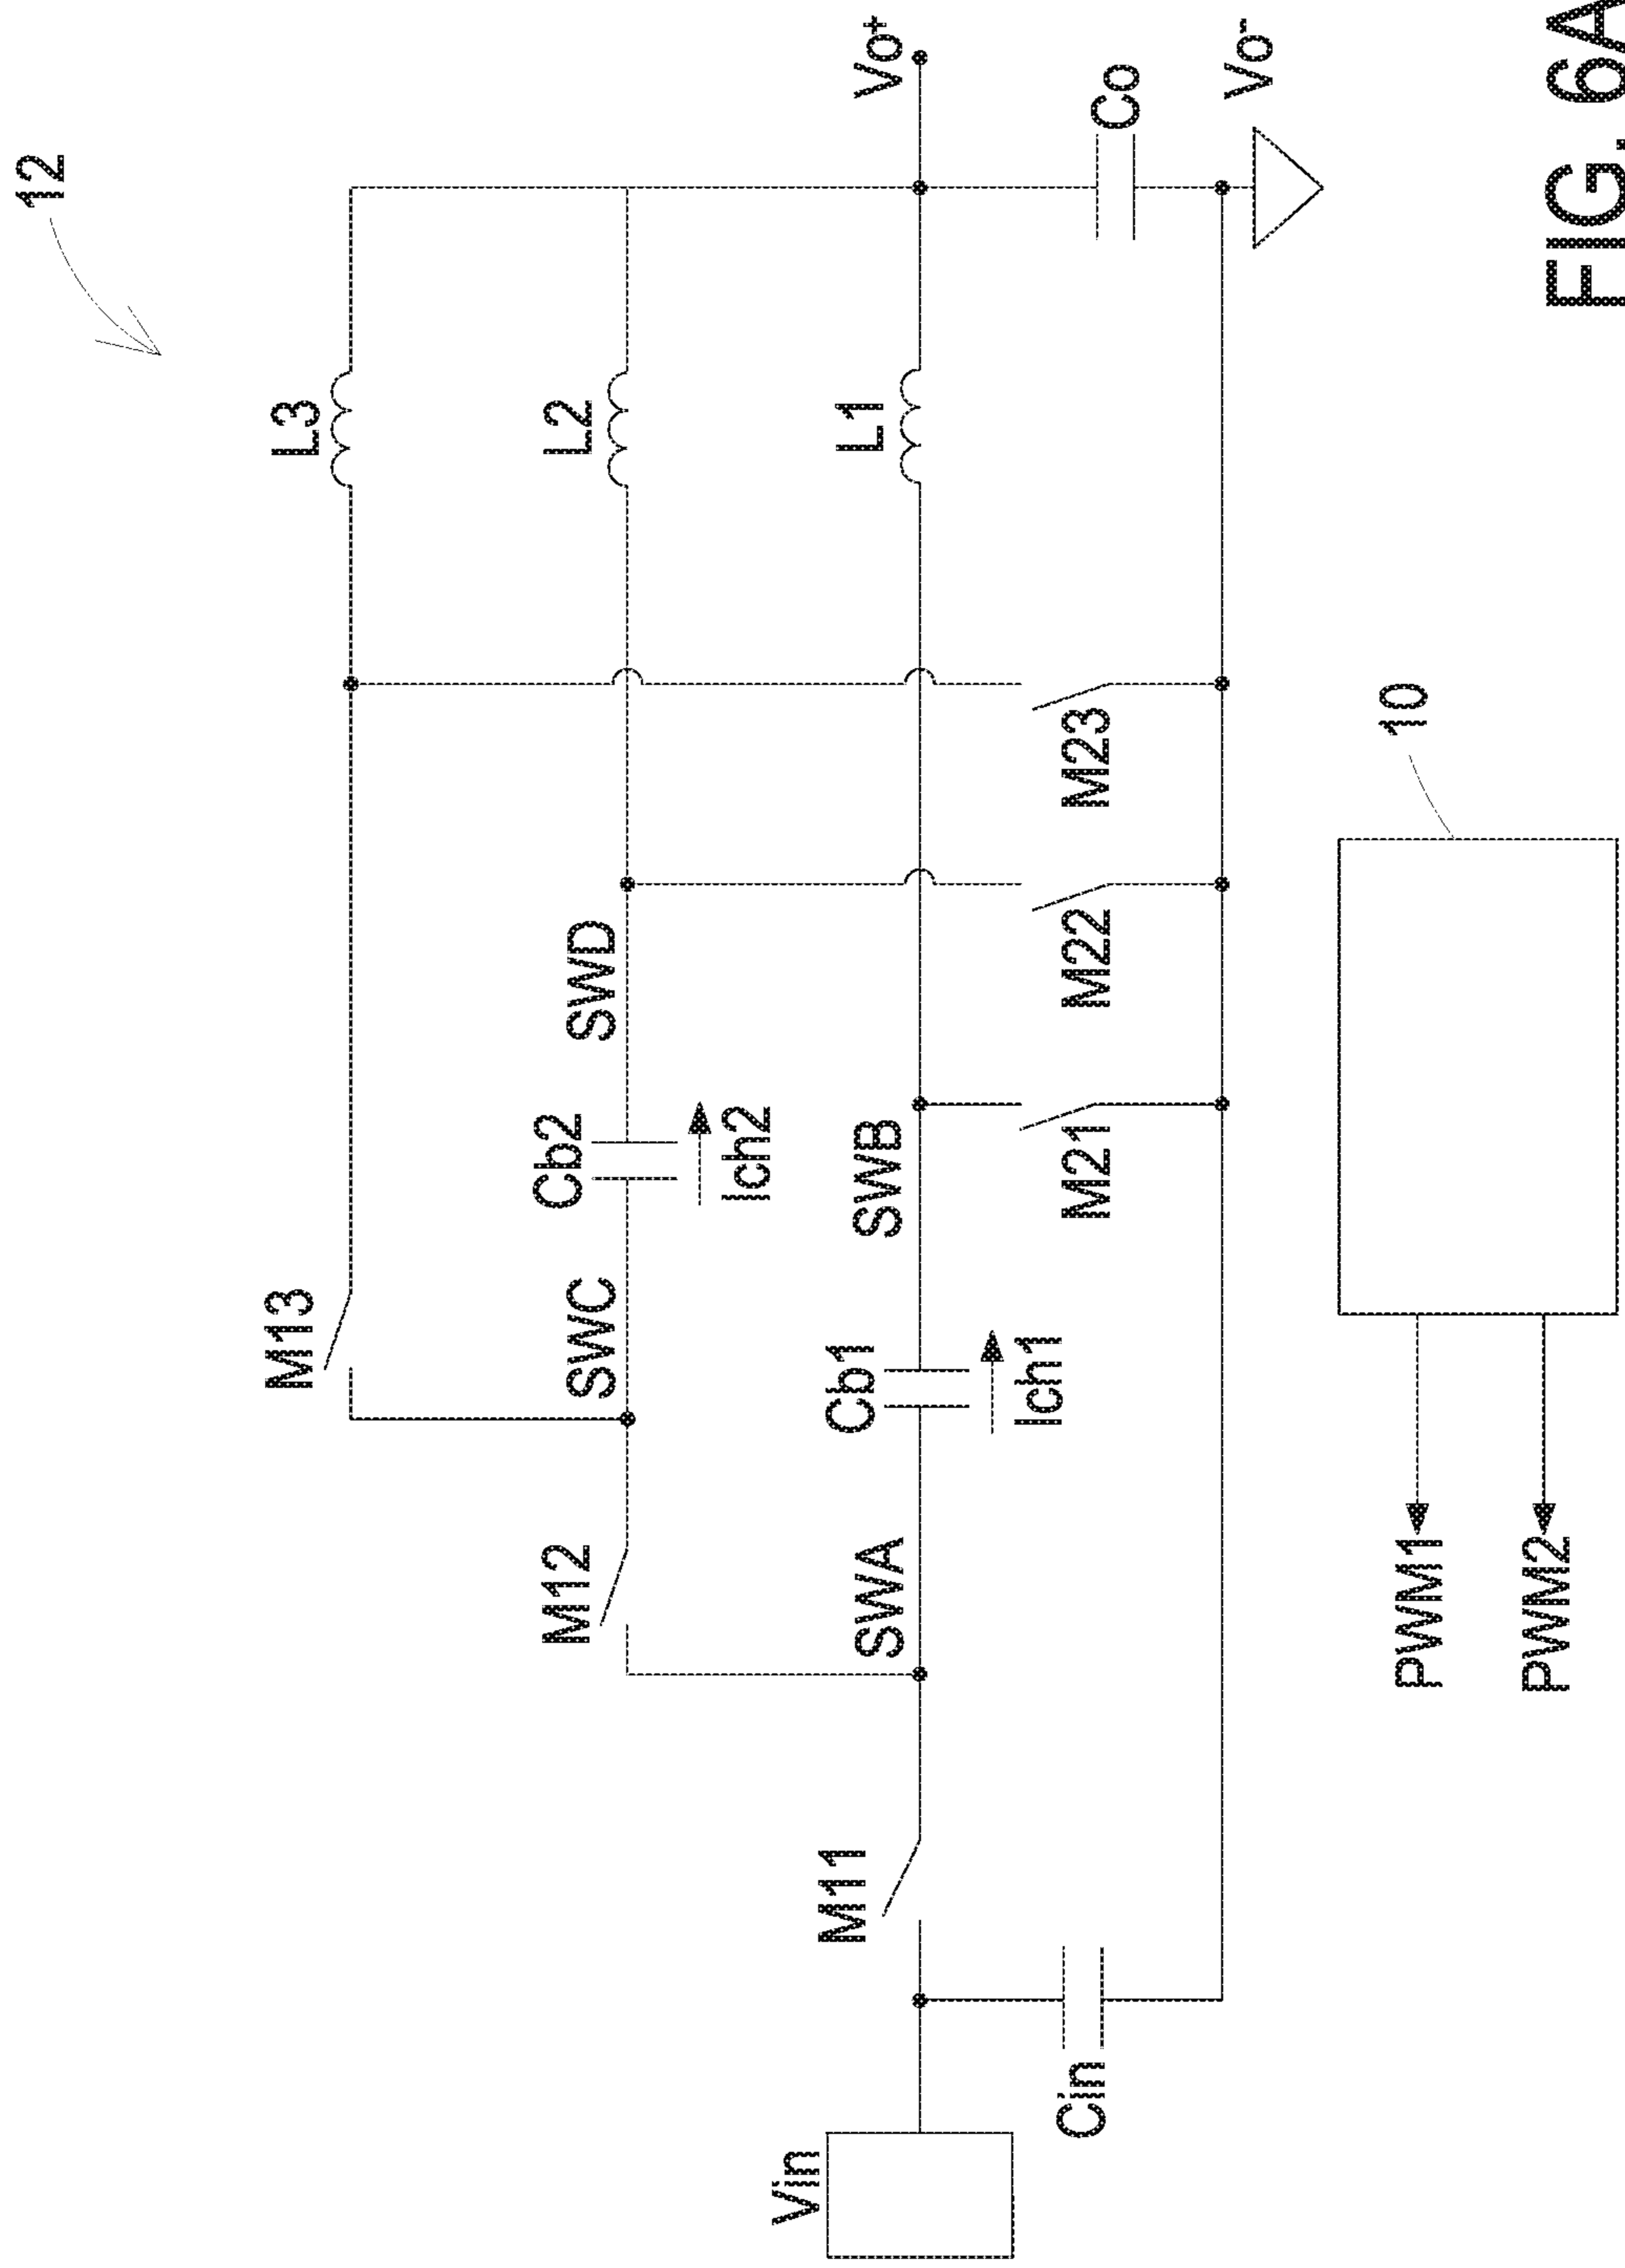 12
L3
M13
L2
Cb2
SWD
SWC
M12
Ich2
L1
Vo+
SWB
Cb1
SWA
M11
Ich1
Vin
Co
M23
M22
M21
Cin
Vo-
10
PWM1
PWM2
FIG. 6A